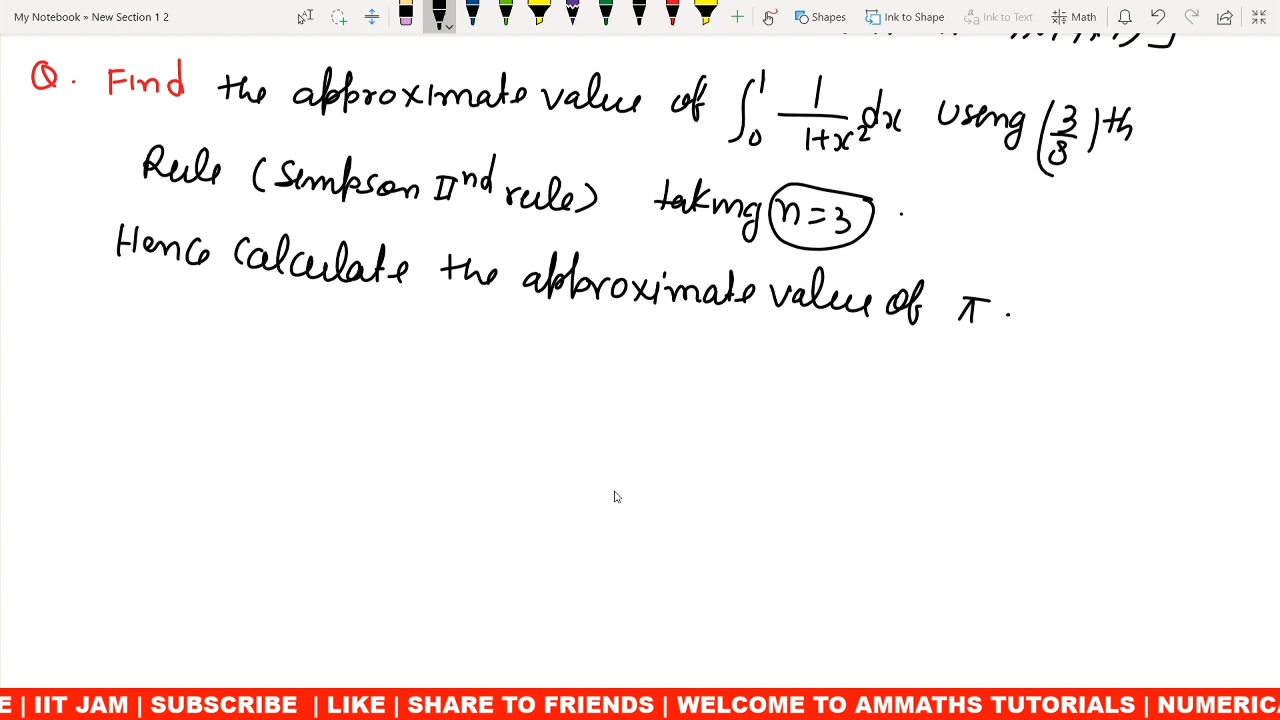 My Notebook » New Section 1 2
Shapes Ink to Shape Ink to Text Math
Q. Find the approximate value of ∫₀¹ 1/(1+x²) dx using (3/8)th
Rule (Simpson IInd rule) taking n=3.
Hence Calculate the approximate value of π.
E | IIT JAM | SUBSCRIBE | LIKE | SHARE TO FRIENDS | WELCOME TO AMMATHS TUTORIALS | NUMERICA